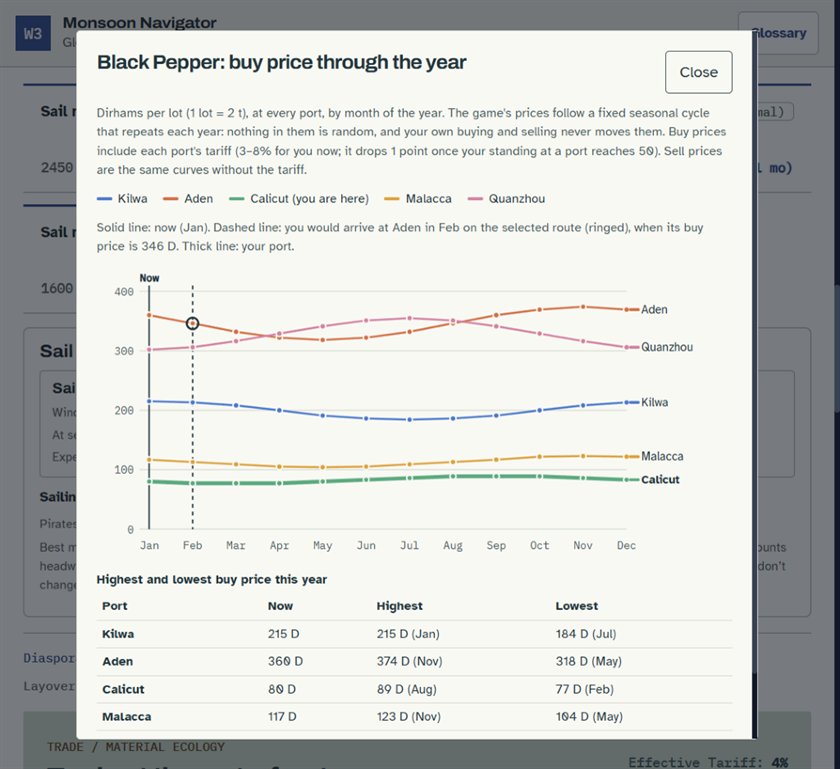 W3
Monsoon Navigator
Glossary
Black Pepper: buy price through the year
Close
Dirhams per lot (1 lot = 2 t), at every port, by month of the year. The game's prices follow a fixed seasonal cycle
that repeats each year: nothing in them is random, and your own buying and selling never moves them. Buy prices
include each port's tariff (3–8% for you now; it drops 1 point once your standing at a port reaches 50). Sell prices
are the same curves without the tariff.
Kilwa Aden Calicut (you are here) Malacca Quanzhou
Solid line: now (Jan). Dashed line: you would arrive at Aden in Feb on the selected route (ringed), when its buy
price is 346 D. Thick line: your port.
Now
400
300
200
100
0
Aden
Quanzhou
Kilwa
Malacca
Calicut
Jan Feb Mar Apr May Jun Jul Aug Sep Oct Nov Dec
Highest and lowest buy price this year
Port Now Highest Lowest
Kilwa 215 D 215 D (Jan) 184 D (Jul)
Aden 360 D 374 D (Nov) 318 D (May)
Calicut 80 D 89 D (Aug) 77 D (Feb)
Malacca 117 D 123 D (Nov) 104 D (May)
Sail
2450
mo)
Sail
1600
Sail
Pirates
Best m
headw
change
ounts
don't
Layover
TRADE / MATERIAL ECOLOGY
Effective Tariff: 4%